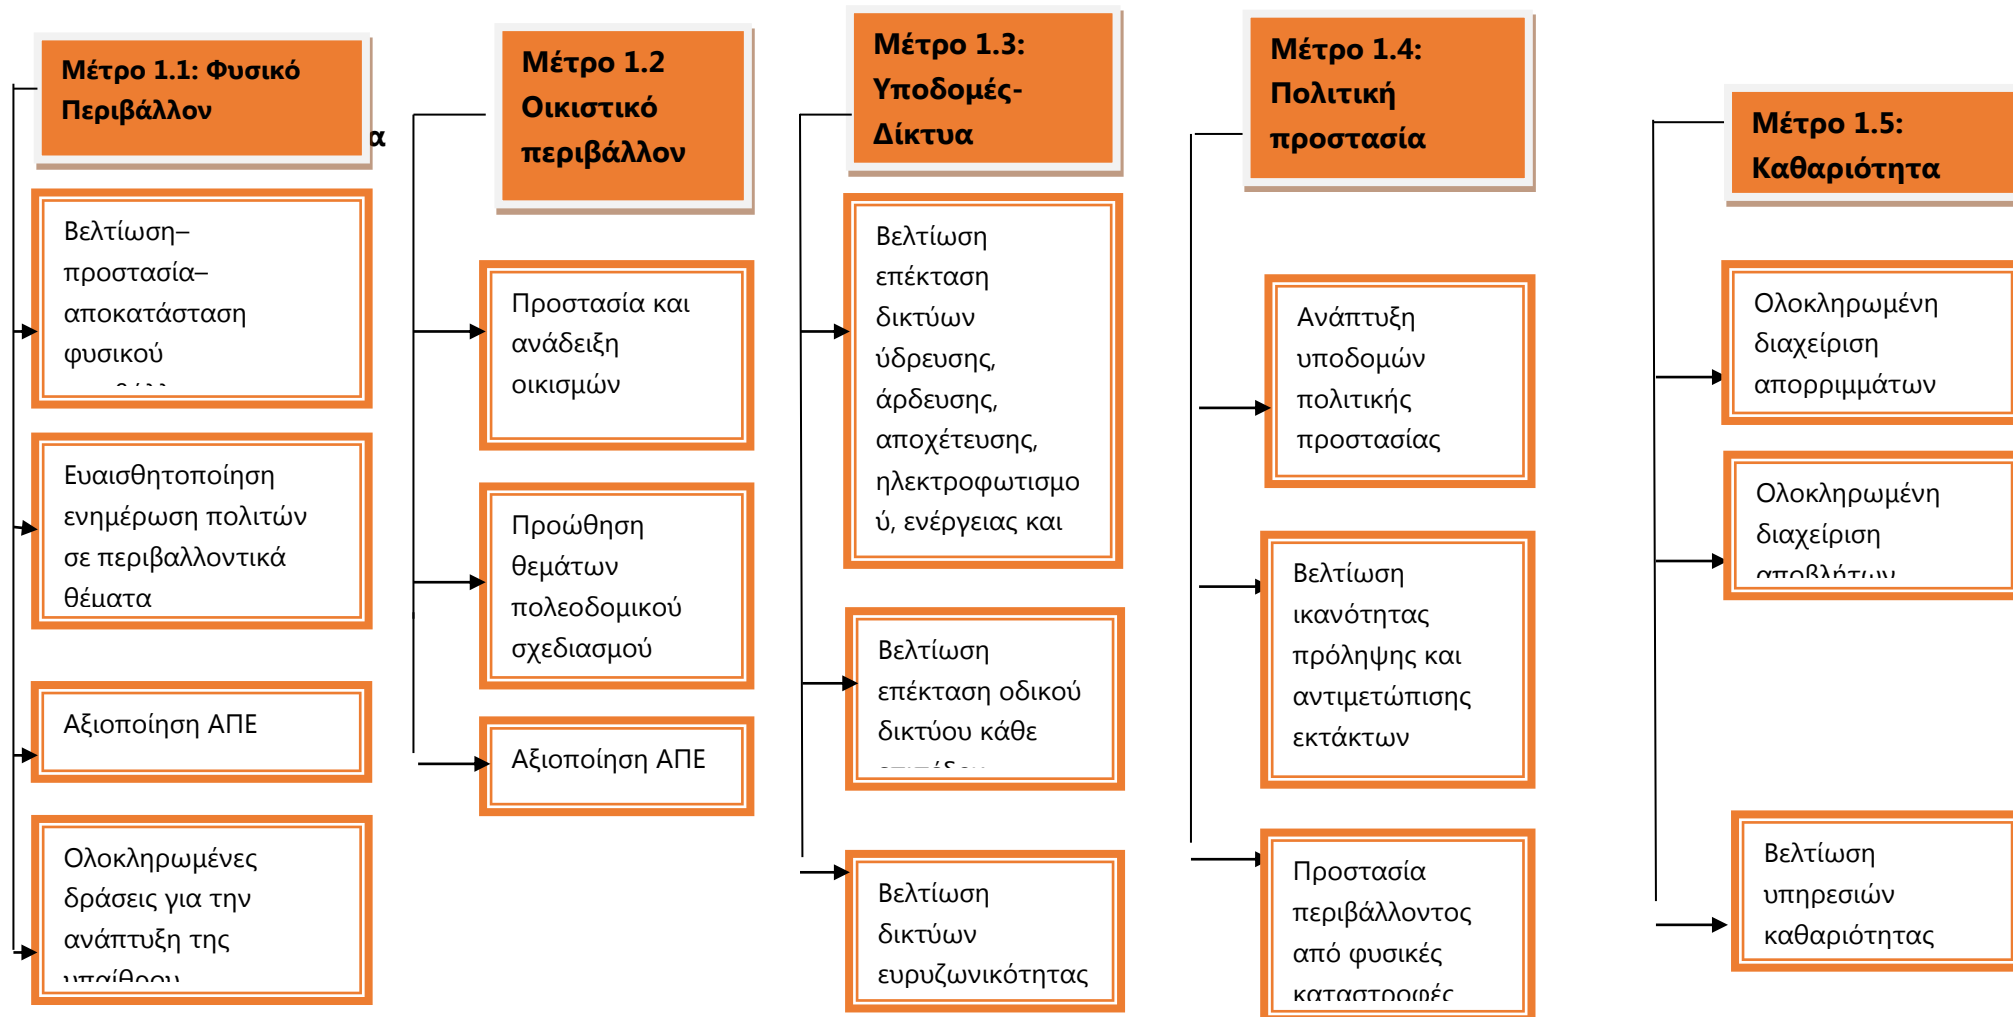 Μέτρο 1.1: Φυσικό
Περιβάλλον
α
Βελτίωση–
προστασία–
αποκατάσταση
φυσικού
Ευαισθητοποίηση
ενημέρωση πολιτών
σε περιβαλλοντικά
θέματα
Αξιοποίηση ΑΠΕ
Ολοκληρωμένες
δράσεις για την
ανάπτυξη της
υπαίθρου
Μέτρο 1.2
Οικιστικό
περιβάλλον
Προστασία και
ανάδειξη
οικισμών
Προώθηση
θεμάτων
πολεοδομικού
σχεδιασμού
Αξιοποίηση ΑΠΕ
Μέτρο 1.3:
Υποδομές-
Δίκτυα
Βελτίωση
επέκταση
δικτύων
ύδρευσης,
άρδευσης,
αποχέτευσης,
ηλεκτροφωτισμο
ύ, ενέργειας και
Βελτίωση
επέκταση οδικού
δικτύου κάθε
Βελτίωση
δικτύων
ευρυζωνικότητας
Μέτρο 1.4:
Πολιτική
προστασία
Ανάπτυξη
υποδομών
πολιτικής
προστασίας
Βελτίωση
ικανότητας
πρόληψης και
αντιμετώπισης
εκτάκτων
Προστασία
περιβάλλοντος
από φυσικές
καταστροφές
Μέτρο 1.5:
Καθαριότητα
Ολοκληρωμένη
διαχείριση
απορριμμάτων
Ολοκληρωμένη
διαχείριση
αποβλήτων
Βελτίωση
υπηρεσιών
καθαριότητας